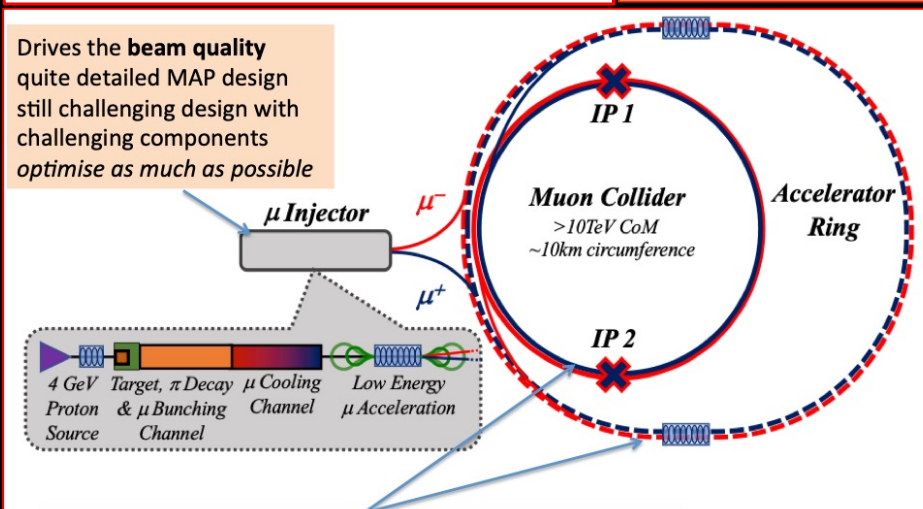 Drives the beam quality
quite detailed MAP design
still challenging design with
challenging components
optimise as much as possible
IP 1
μ Injector
μ-
Muon Collider
>10TeV CoM
~10km circumference
Accelerator
Ring
μ+
IP 2
4 GeV
Proton
Source
Target, π Decay
& μ Bunching
Channel
μ Cooling
Channel
Low Energy
μ Acceleration